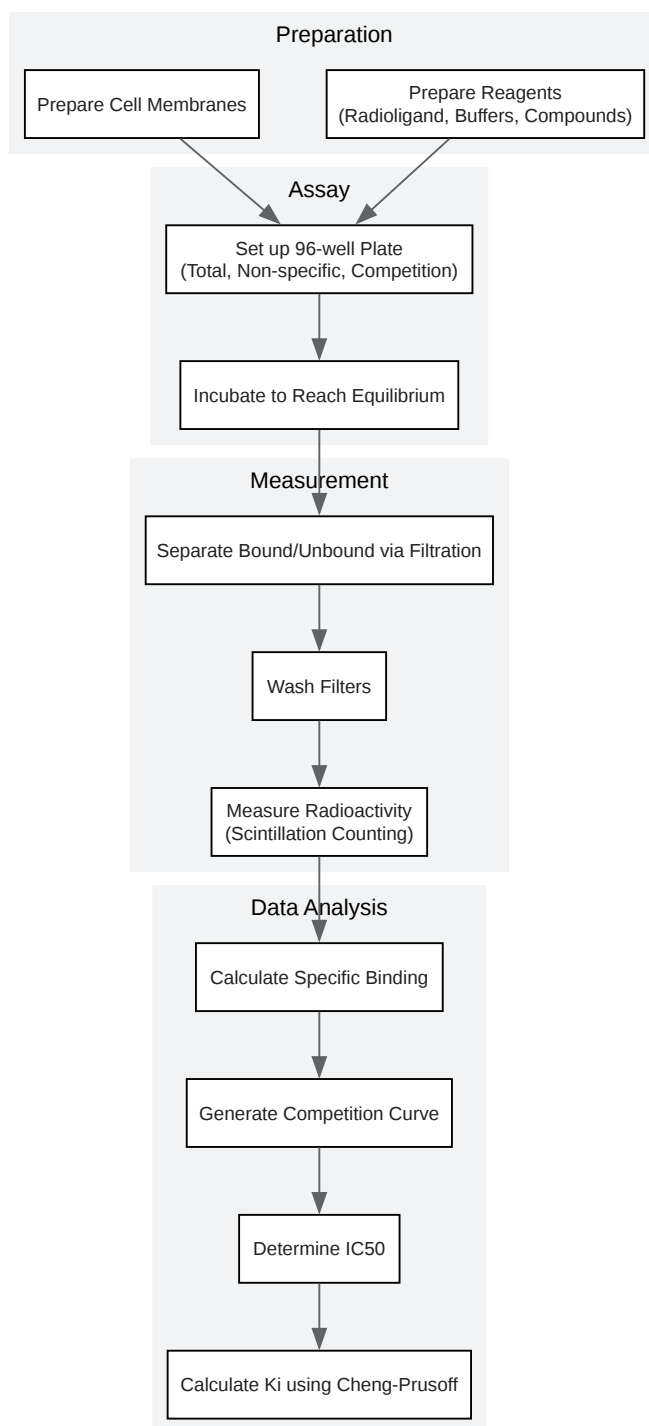 Preparation
Prepare Cell Membranes
Prepare Reagents
(Radioligand, Buffers, Compounds)
Assay
Set up 96-well Plate
(Total, Non-specific, Competition)
Incubate to Reach Equilibrium
Measurement
Separate Bound/Unbound via Filtration
Wash Filters
Measure Radioactivity
(Scintillation Counting)
Data Analysis
Calculate Specific Binding
Generate Competition Curve
Determine IC50
Calculate Ki using Cheng-Prusoff